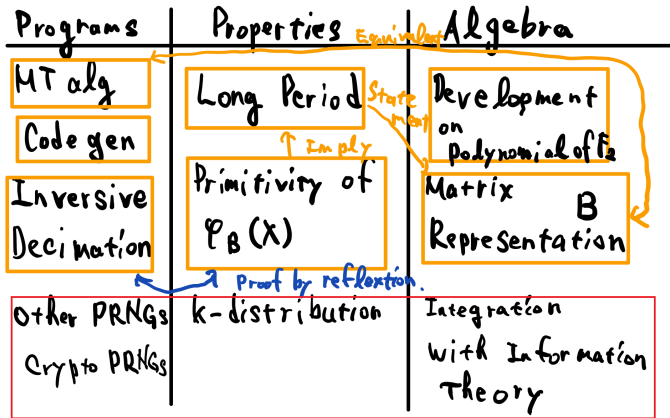 Programs Properties Algebra
Equivalent
MT alg
Long Period
State
ment
Development
on
polynomial of F₂
Code gen
Imply
Inversive
Decimation
Primitivity of
φ_B(X)
Matrix
B
Representation
Proof by reflextion.
Other PRNGs
Crypto PRNGs
k-distribution
Integration
with Information
Theory